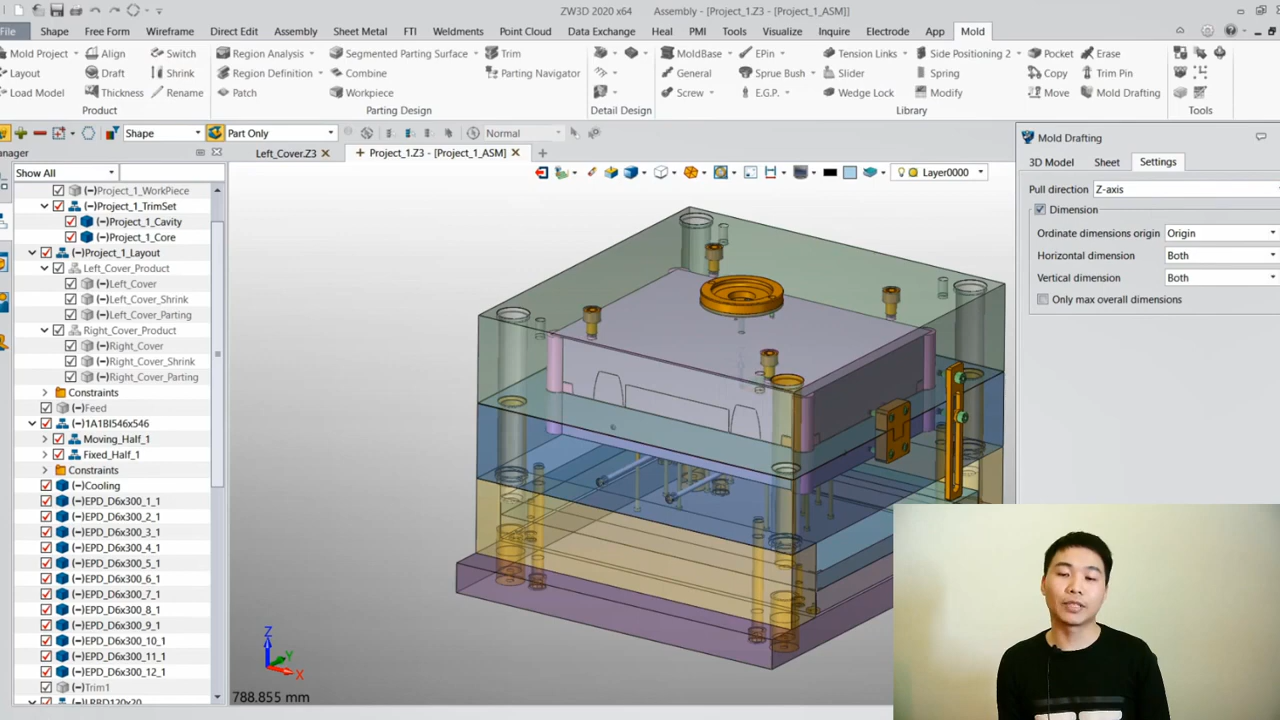 ZW3D 2020 x64 Assembly - [Project_1.Z3 - [Project_1_ASM]]
File Shape Free Form Wireframe Direct Edit Assembly Sheet Metal FTI Weldments Point Cloud Data Exchange Heal PMI Tools Visualize Inquire Electrode App Mold
Mold Project Align Switch Region Analysis Segmented Parting Surface Trim MoldBase EPin Tension Links Side Positioning 2 Pocket Erase
Layout Draft Shrink Region Definition Combine Parting Navigator General Sprue Bush Slider Spring Copy Trim Pin
Load Model Thickness Rename Patch Workpiece Screw E.G.P. Wedge Lock Modify Move Mold Drafting
Product Parting Design Detail Design Library Tools
Shape Part Only Normal
Manager Left_Cover.Z3 Project_1.Z3 - [Project_1_ASM] Mold Drafting
Show All Layer0000 3D Model Sheet Settings
(-)Project_1_WorkPiece
(-)Project_1_TrimSet
(-)Project_1_Cavity
(-)Project_1_Core
(-)Project_1_Layout
Left_Cover_Product
(-)Left_Cover
(-)Left_Cover_Shrink
(-)Left_Cover_Parting
Right_Cover_Product
(-)Right_Cover
(-)Right_Cover_Shrink
(-)Right_Cover_Parting
Constraints
(-)Feed
(-)1A1BI546x546
(-)Moving_Half_1
(-)Fixed_Half_1
Constraints
(-)Cooling
(-)EPD_D6x300_1_1
(-)EPD_D6x300_2_1
(-)EPD_D6x300_3_1
(-)EPD_D6x300_4_1
(-)EPD_D6x300_5_1
(-)EPD_D6x300_6_1
(-)EPD_D6x300_7_1
(-)EPD_D6x300_8_1
(-)EPD_D6x300_9_1
(-)EPD_D6x300_10_1
(-)EPD_D6x300_11_1
(-)EPD_D6x300_12_1
(-)Trim1
(-)LRBD120x20
Pull direction Z-axis
Dimension
Ordinate dimensions origin Origin
Horizontal dimension Both
Vertical dimension Both
Only max overall dimensions
Z
Y
X
788.855 mm